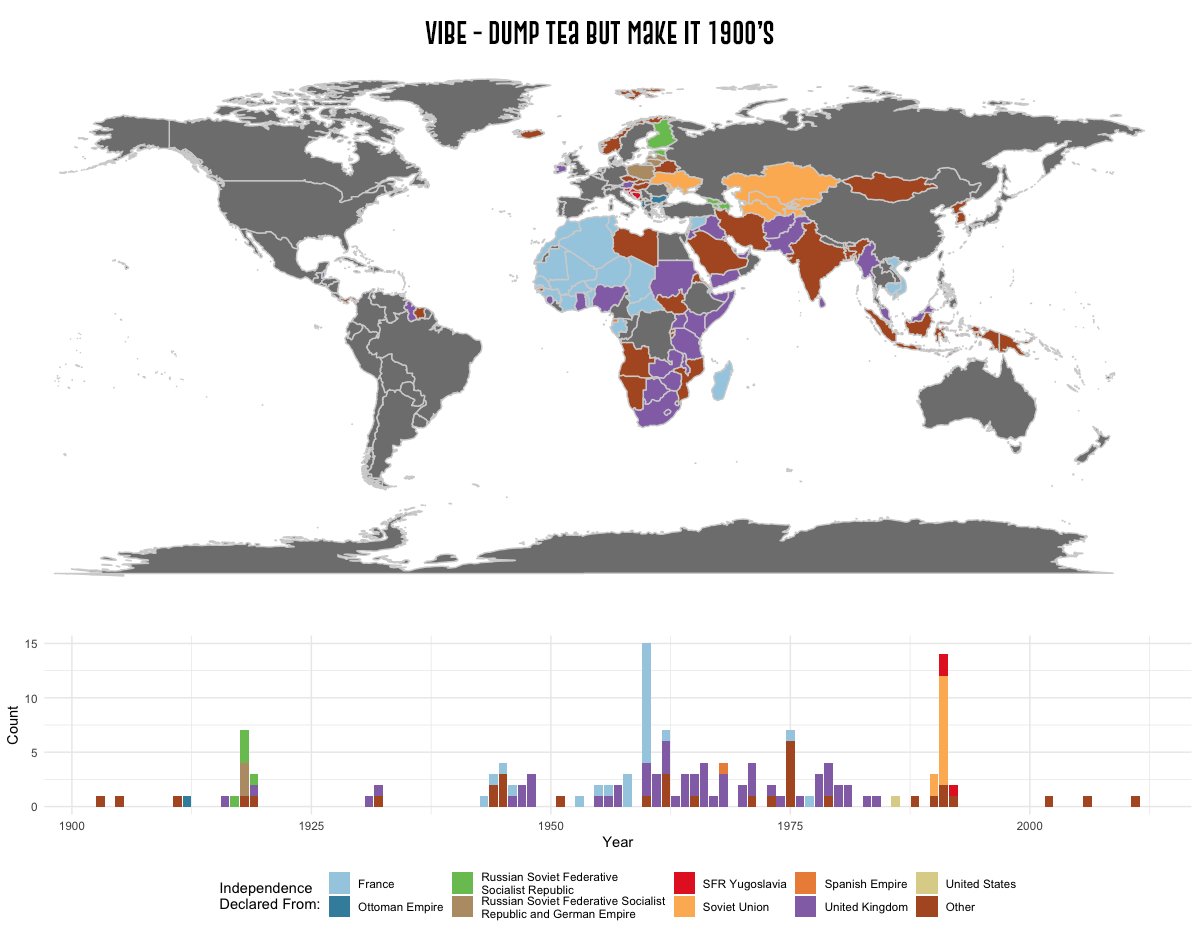 VIBE - DUMP TEA BUT MAKE IT 1900'S
15
10
5
0
Count
1900
1925
1950
1975
2000
Year
Independence
Declared From:
France
Ottoman Empire
Russian Soviet Federative
Socialist Republic
Russian Soviet Federative Socialist
Republic and German Empire
SFR Yugoslavia
Soviet Union
Spanish Empire
United Kingdom
United States
Other